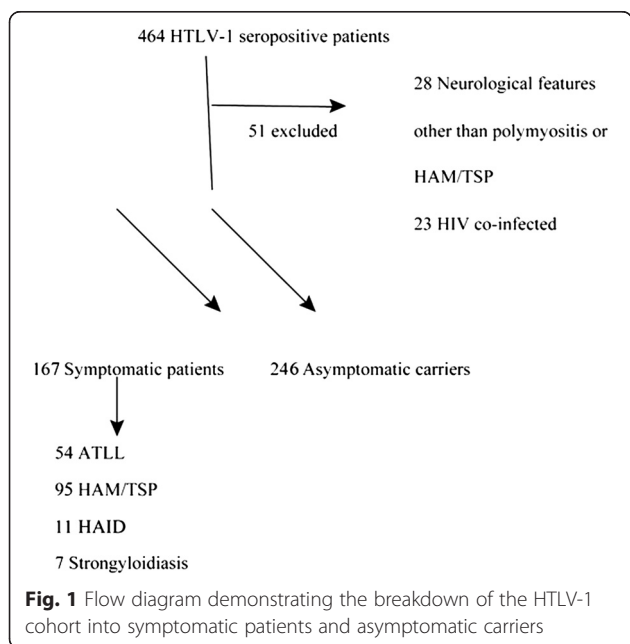 464 HTLV-1 seropositive patients
28 Neurological features
51 excluded
other than polymyositis or
HAM/TSP
23 HIV co-infected
167 Symptomatic patients
246 Asymptomatic carriers
54 ATLL
95 HAM/TSP
11 HAID
7 Strongyloidiasis
Fig. 1 Flow diagram demonstrating the breakdown of the HTLV-1
cohort into symptomatic patients and asymptomatic carriers